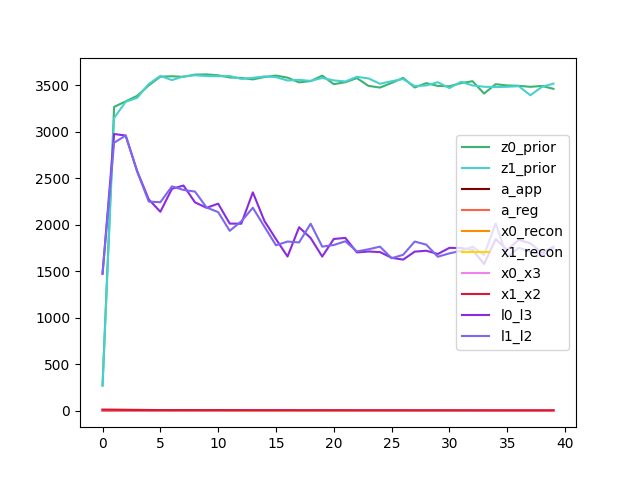 3500
3000
2500
2000
1500
1000
500
0
z0_prior
z1_prior
a_app
a_reg
x0_recon
x1_recon
x0_x3
x1_x2
l0_l3
l1_l2
0 5 10 15 20 25 30 35 40